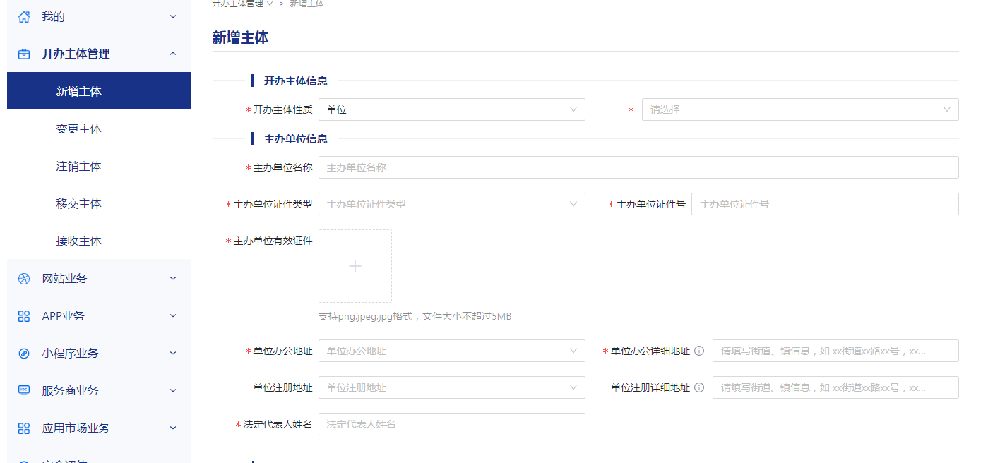 我的
开办主体管理
新增主体
变更主体
注销主体
移交主体
接收主体
网站业务
APP业务
小程序业务
服务商业务
应用市场业务
开办主体管理 > 新增主体
新增主体
开办主体信息
*开办主体性质 单位 * 请选择
主办单位信息
*主办单位名称 主办单位名称
*主办单位证件类型 主办单位证件类型 *主办单位证件号 主办单位证件号
*主办单位有效证件
支持png,jpeg,jpg格式，文件大小不超过5MB
*单位办公地址 单位办公地址 *单位办公详细地址 请填写街道、镇信息，如 xx街道xx路xx号，xx...
单位注册地址 单位注册地址 单位注册详细地址 请填写街道、镇信息，如 xx街道xx路xx号，xx...
*法定代表人姓名 法定代表人姓名